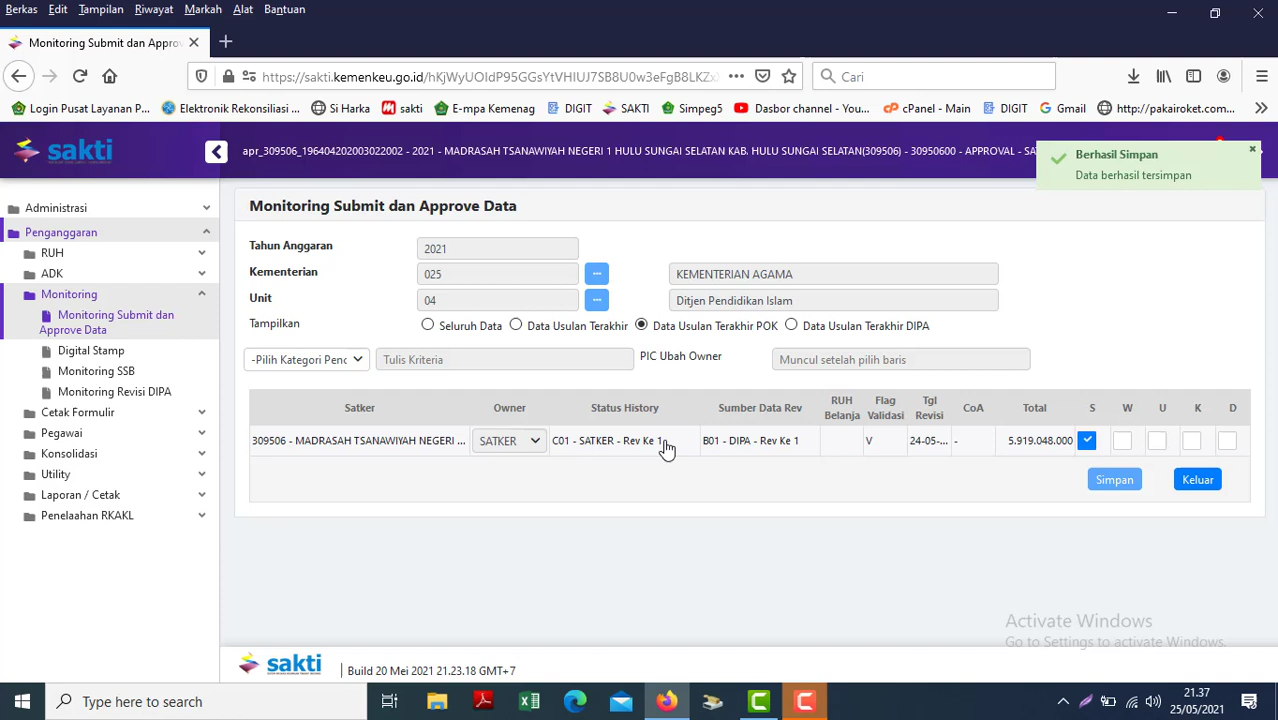 Berkas Edit Tampilan Riwayat Markah Alat Bantuan
Monitoring Submit dan Approv
https://sakti.kemenkeu.go.id/hKjWyUOIdP95GGsYtVHIUJ7SB8U0w3eFgB8LKZx
Cari
Login Pusat Layanan P... Elektronik Rekonsiliasi ... Si Harka sakti E-mpa Kemenag DIGIT SAKTI Simpeg5 Dasbor channel - You... cPanel - Main DIGIT Gmail http://pakairoket.com...
sakti
apr_309506_196404202003022002 - 2021 - MADRASAH TSANAWIYAH NEGERI 1 HULU SUNGAI SELATAN KAB. HULU SUNGAI SELATAN(309506) - 30950600 - APPROVAL - SA
Berhasil Simpan
Data berhasil tersimpan
Administrasi
Penganggaran
RUH
ADK
Monitoring
Monitoring Submit dan
Approve Data
Digital Stamp
Monitoring SSB
Monitoring Revisi DIPA
Cetak Formulir
Pegawai
Konsolidasi
Utility
Laporan / Cetak
Penelaahan RKAKL
Monitoring Submit dan Approve Data
Tahun Anggaran 2021
Kementerian 025 ... KEMENTERIAN AGAMA
Unit 04 ... Ditjen Pendidikan Islam
Tampilkan Seluruh Data Data Usulan Terakhir Data Usulan Terakhir POK Data Usulan Terakhir DIPA
-Pilih Kategori Penc Tulis Kriteria PIC Ubah Owner Muncul setelah pilih baris
Satker Owner Status History Sumber Data Rev RUH Belanja Flag Validasi Tgl Revisi CoA Total S W U K D
309506 - MADRASAH TSANAWIYAH NEGERI ... SATKER C01 - SATKER - Rev Ke 1 B01 - DIPA - Rev Ke 1 V 24-05-... - 5.919.048.000
Simpan Keluar
Activate Windows
Go to Settings to activate Windows.
sakti | Build 20 Mei 2021 21.23.18 GMT+7
Type here to search
21.37
25/05/2021